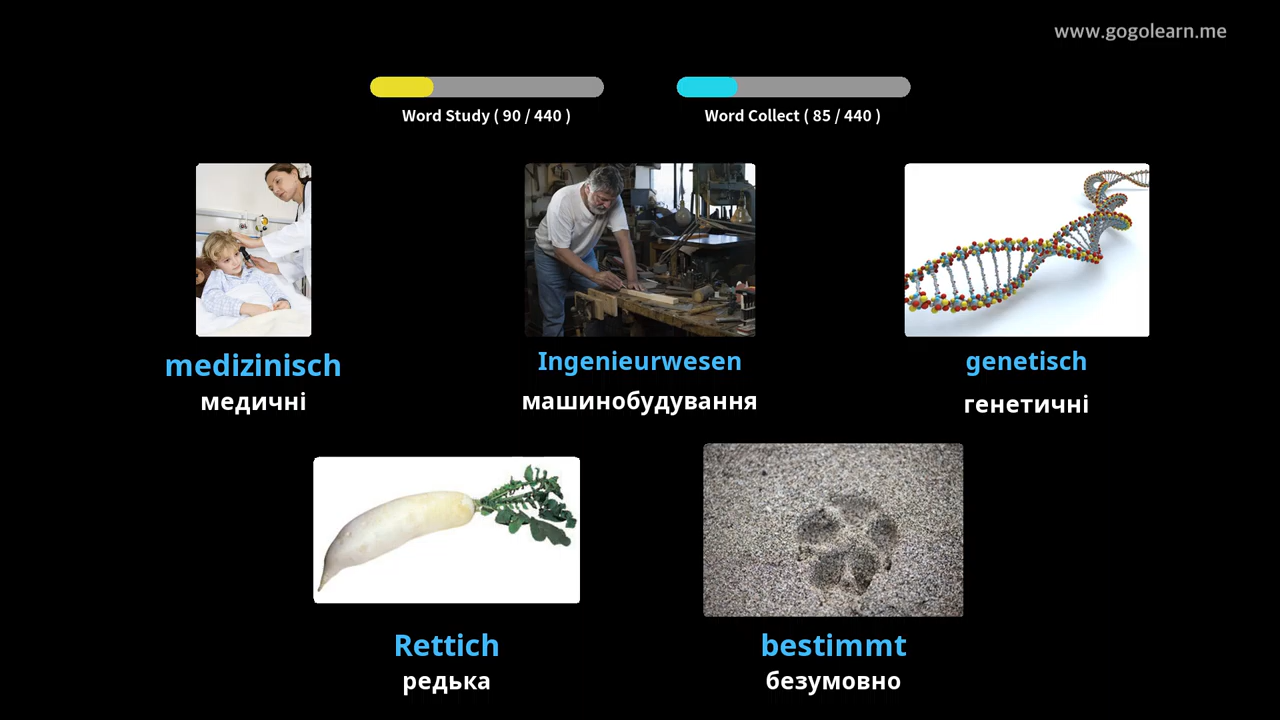 www.gogolearn.me
Word Study ( 90 / 440 )
Word Collect ( 85 / 440 )
medizinisch
медичні
Ingenieurwesen
машинобудування
genetisch
генетичні
Rettich
редька
bestimmt
безумовно